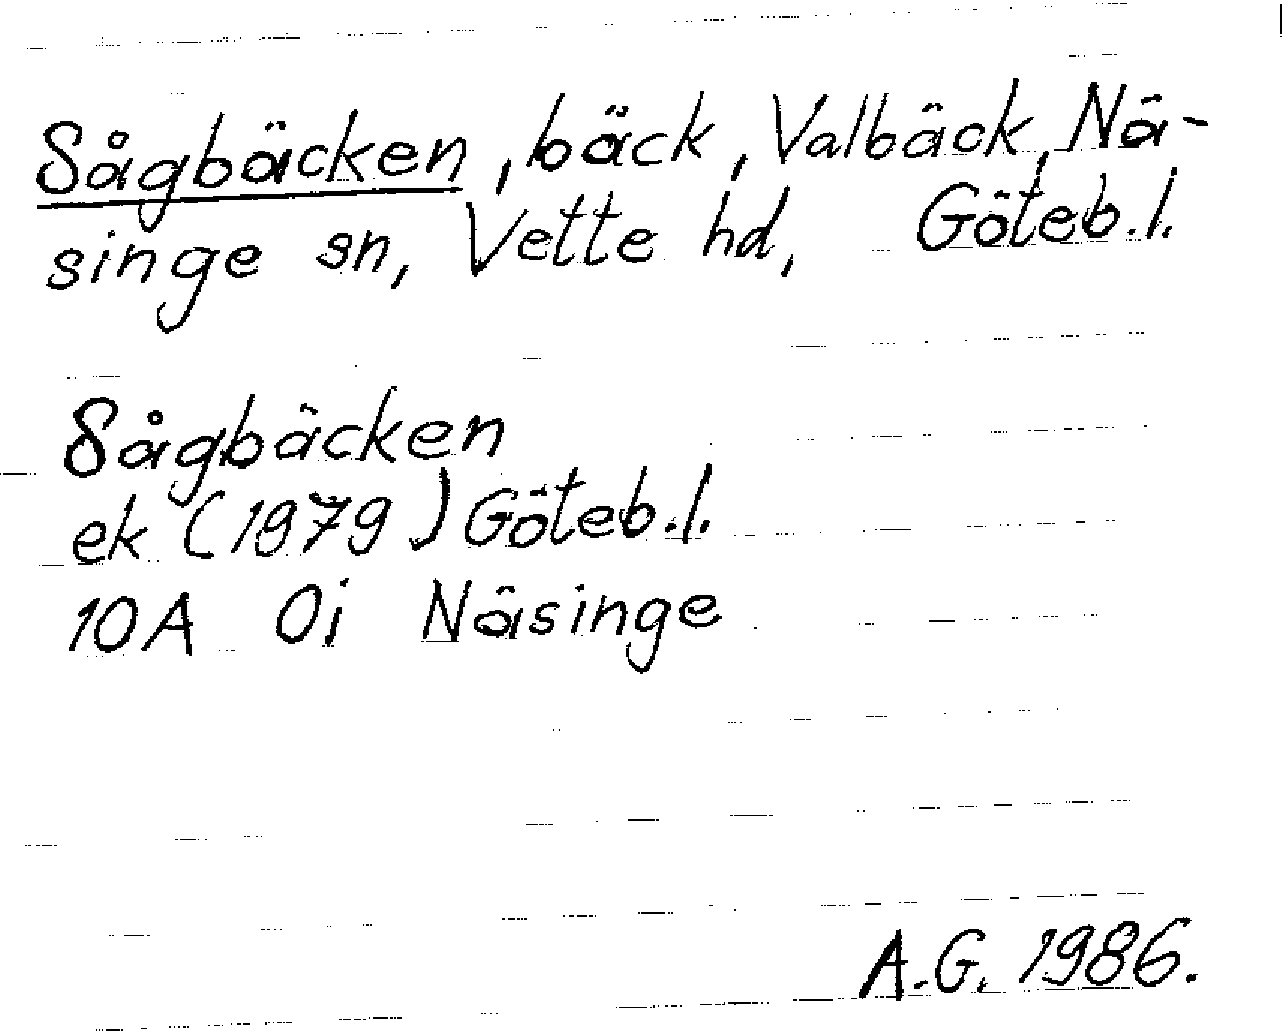 Sågbäcken, bäck, Valbäck, Nä-
singe sn, Vette hd, Göteb.l.
Sågbäcken
ek (1979) Göteb.l.
10A 0i Näsinge
A.G. 1986.